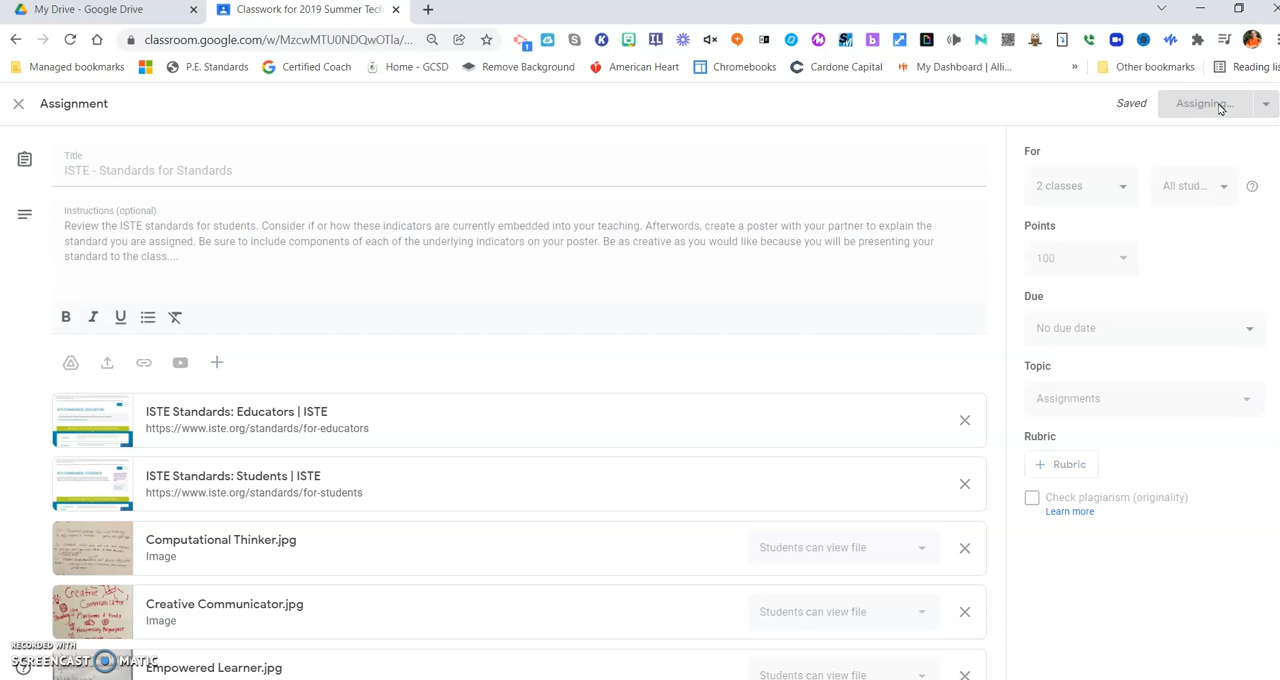 My Drive - Google Drive
Classwork for 2019 Summer Tech
classroom.google.com/w/MzcwMTU0NDQwOTla/...
Managed bookmarks
P.E. Standards
Certified Coach
Home - GCSD
Remove Background
American Heart
Chromebooks
Cardone Capital
My Dashboard | Alli...
»
Other bookmarks
Reading lis
Assignment
Saved
Assigning...
Title
ISTE - Standards for Standards
Instructions (optional)
Review the ISTE standards for students. Consider if or how these indicators are currently embedded into your teaching. Afterwords, create a poster with your partner to explain the
standard you are assigned. Be sure to include components of each of the underlying indicators on your poster. Be as creative as you would like because you will be presenting your
standard to the class....
B I U
ISTE Standards: Educators | ISTE
https://www.iste.org/standards/for-educators
ISTE Standards: Students | ISTE
https://www.iste.org/standards/for-students
Computational Thinker.jpg
Image
Students can view file
Creative Communicator.jpg
Image
Students can view file
Empowered Learner.jpg
Students can view file
For
2 classes
All stud...
Points
100
Due
No due date
Topic
Assignments
Rubric
+ Rubric
Check plagiarism (originality)
Learn more
RECORDED WITH
SCREENCAST MATIC